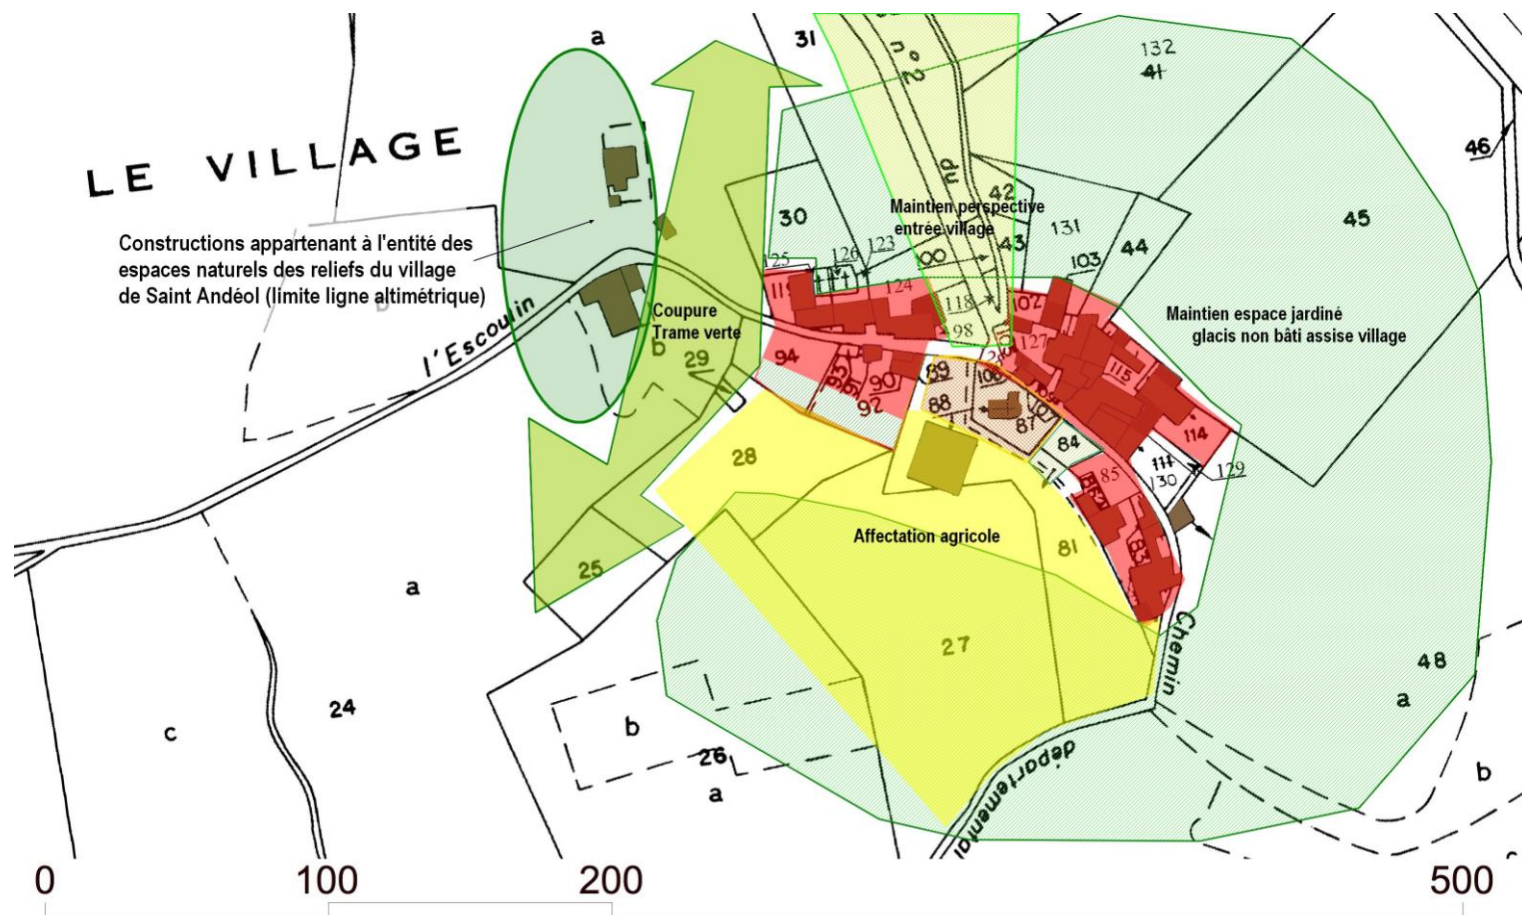 a
31
n° 2
132
41
46
LE VILLAGE
du
30
42
Maintien perspective
entrée village
45
131
44
43
Constructions appartenant à l'entité des
espaces naturels des reliefs du village
de Saint Andéol (limite ligne altimétrique)
126
123
125
103
124
118
102
98
127
l'Escoulin
Coupure
Trame verte
b
29
Maintien espace jardiné
glacis non bâti assise village
94
93
90
92
89
88
87
115
84
114
111
130
129
85
28
83
Affectation agricole
81
25
a
27
Chemin
48
a
24
c
b
26
a
départemental
b
0
100
200
500